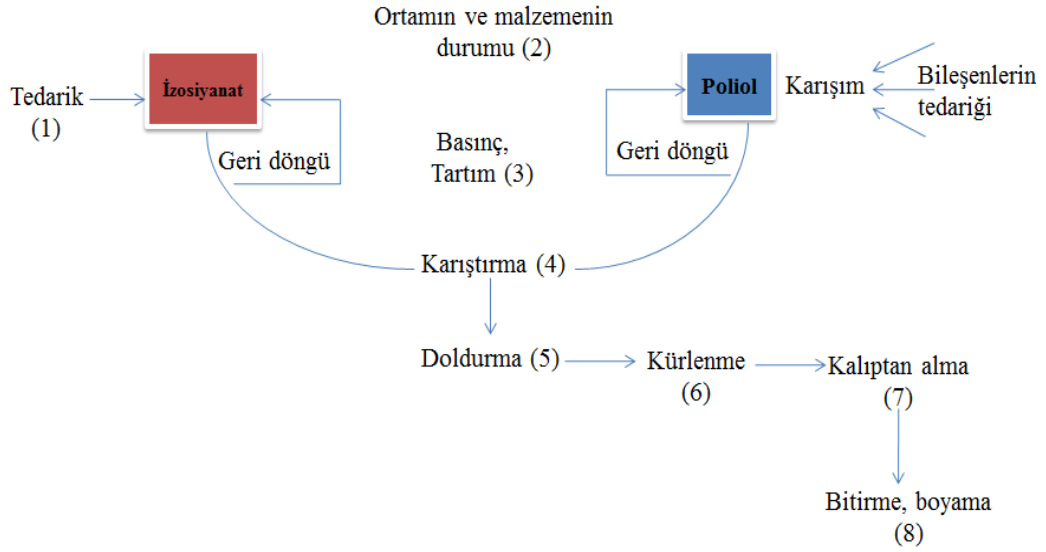 Ortamın ve malzemenin
durumu (2)
Tedarik
(1)
İzosiyanat
Poliol
Karışım
Bileşenlerin
tedariği
Geri döngü
Basınç,
Tartım (3)
Geri döngü
Karıştırma (4)
Doldurma (5)
Kürlenme
(6)
Kalıptan alma
(7)
Bitirme, boyama
(8)